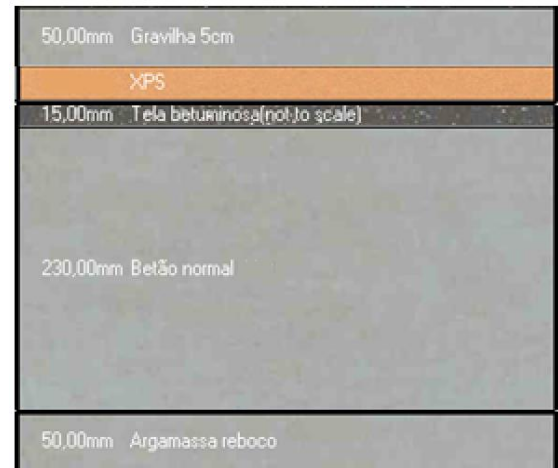 50,00mm Gravilha 5cm
XPS
15,00mm Tela betuminosa(not to scale)
230,00mm Betão normal
50,00mm Argamassa reboco